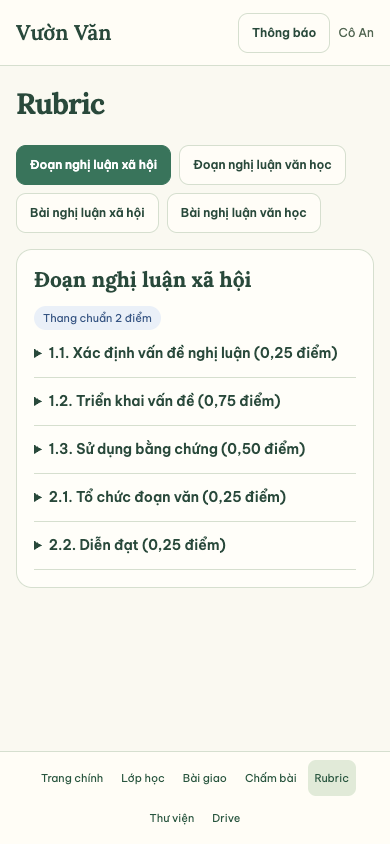 Vườn Văn
Thông báo
Cô An
Rubric
Đoạn nghị luận xã hội
Đoạn nghị luận văn học
Bài nghị luận xã hội
Bài nghị luận văn học
Đoạn nghị luận xã hội
Thang chuẩn 2 điểm
1.1. Xác định vấn đề nghị luận (0,25 điểm)
1.2. Triển khai vấn đề (0,75 điểm)
1.3. Sử dụng bằng chứng (0,50 điểm)
2.1. Tổ chức đoạn văn (0,25 điểm)
2.2. Diễn đạt (0,25 điểm)
Trang chính
Lớp học
Bài giao
Chấm bài
Rubric
Thư viện
Drive